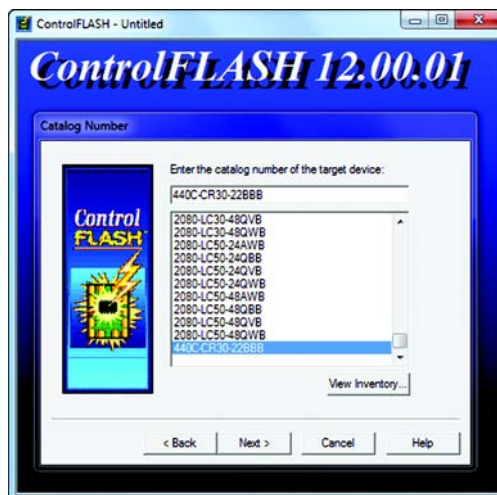 ControlFLASH - Untitled
ControlFLASH 12.00.01
Catalog Number
Enter the catalog number of the target device:
440C-CR30-22BBB
Control
FLASH
2080-LC30-48QVB
2080-LC30-48QWB
2080-LC50-24AWB
2080-LC50-24QBB
2080-LC50-24QVB
2080-LC50-24QWB
2080-LC50-48AWB
2080-LC50-48QBB
2080-LC50-48QVB
2080-LC50-48QWB
440C-CR30-22BBB
View Inventory...
< Back
Next >
Cancel
Help